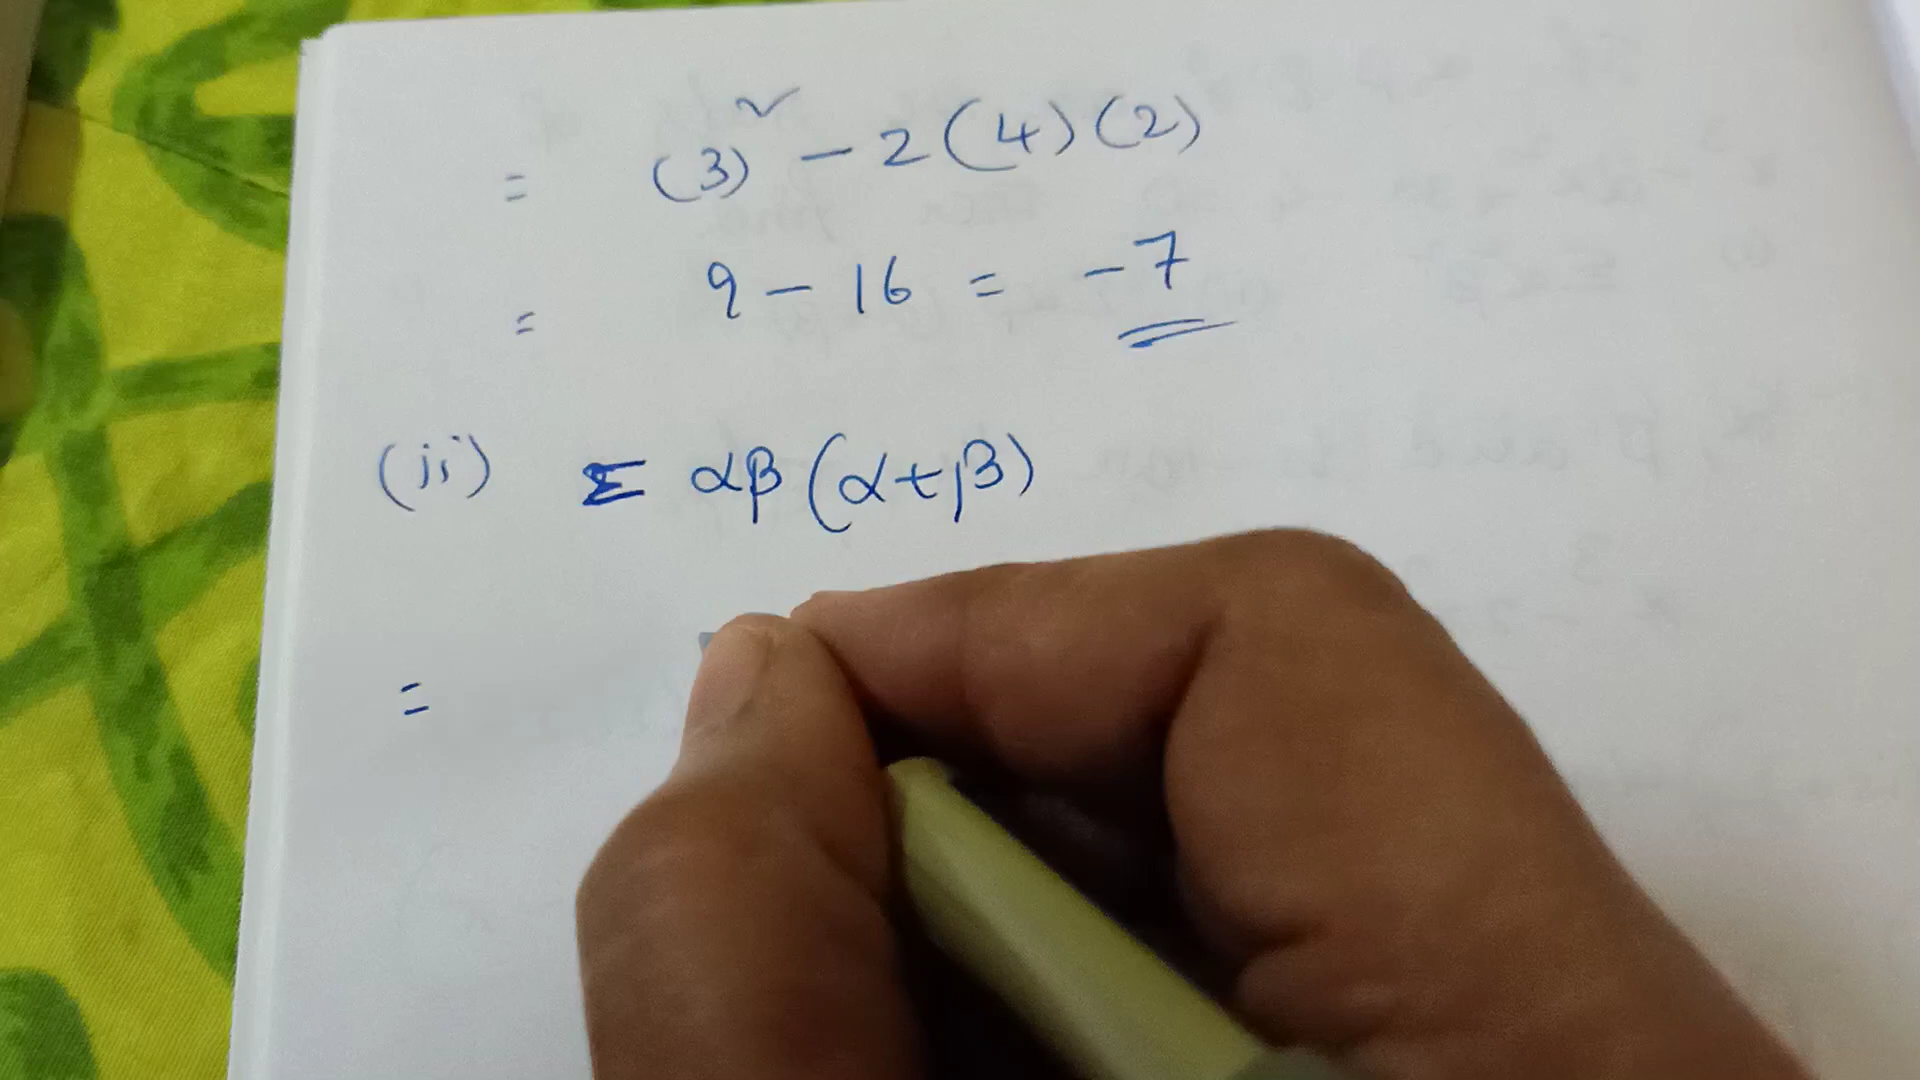 = (3)² - 2(4)(2)
= 9 - 16 = -7
(ii) Σ αβ(α+β)
=